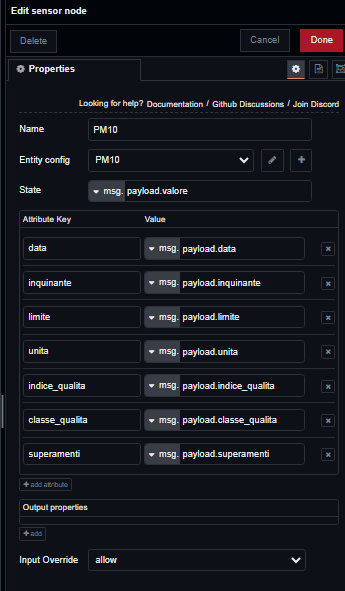 Edit sensor node
Delete Cancel Done
Properties
Looking for help? Documentation / Github Discussions / Join Discord
Name PM10
Entity config PM10
State msg. payload.valore
Attribute Key Value
data msg. payload.data
inquinante msg. payload.inquinante
limite msg. payload.limite
unita msg. payload.unita
indice_qualita msg. payload.indice_qualita
classe_qualita msg. payload.classe_qualita
superamenti msg. payload.superamenti
+ add attribute
Output properties
+ add
Input Override allow